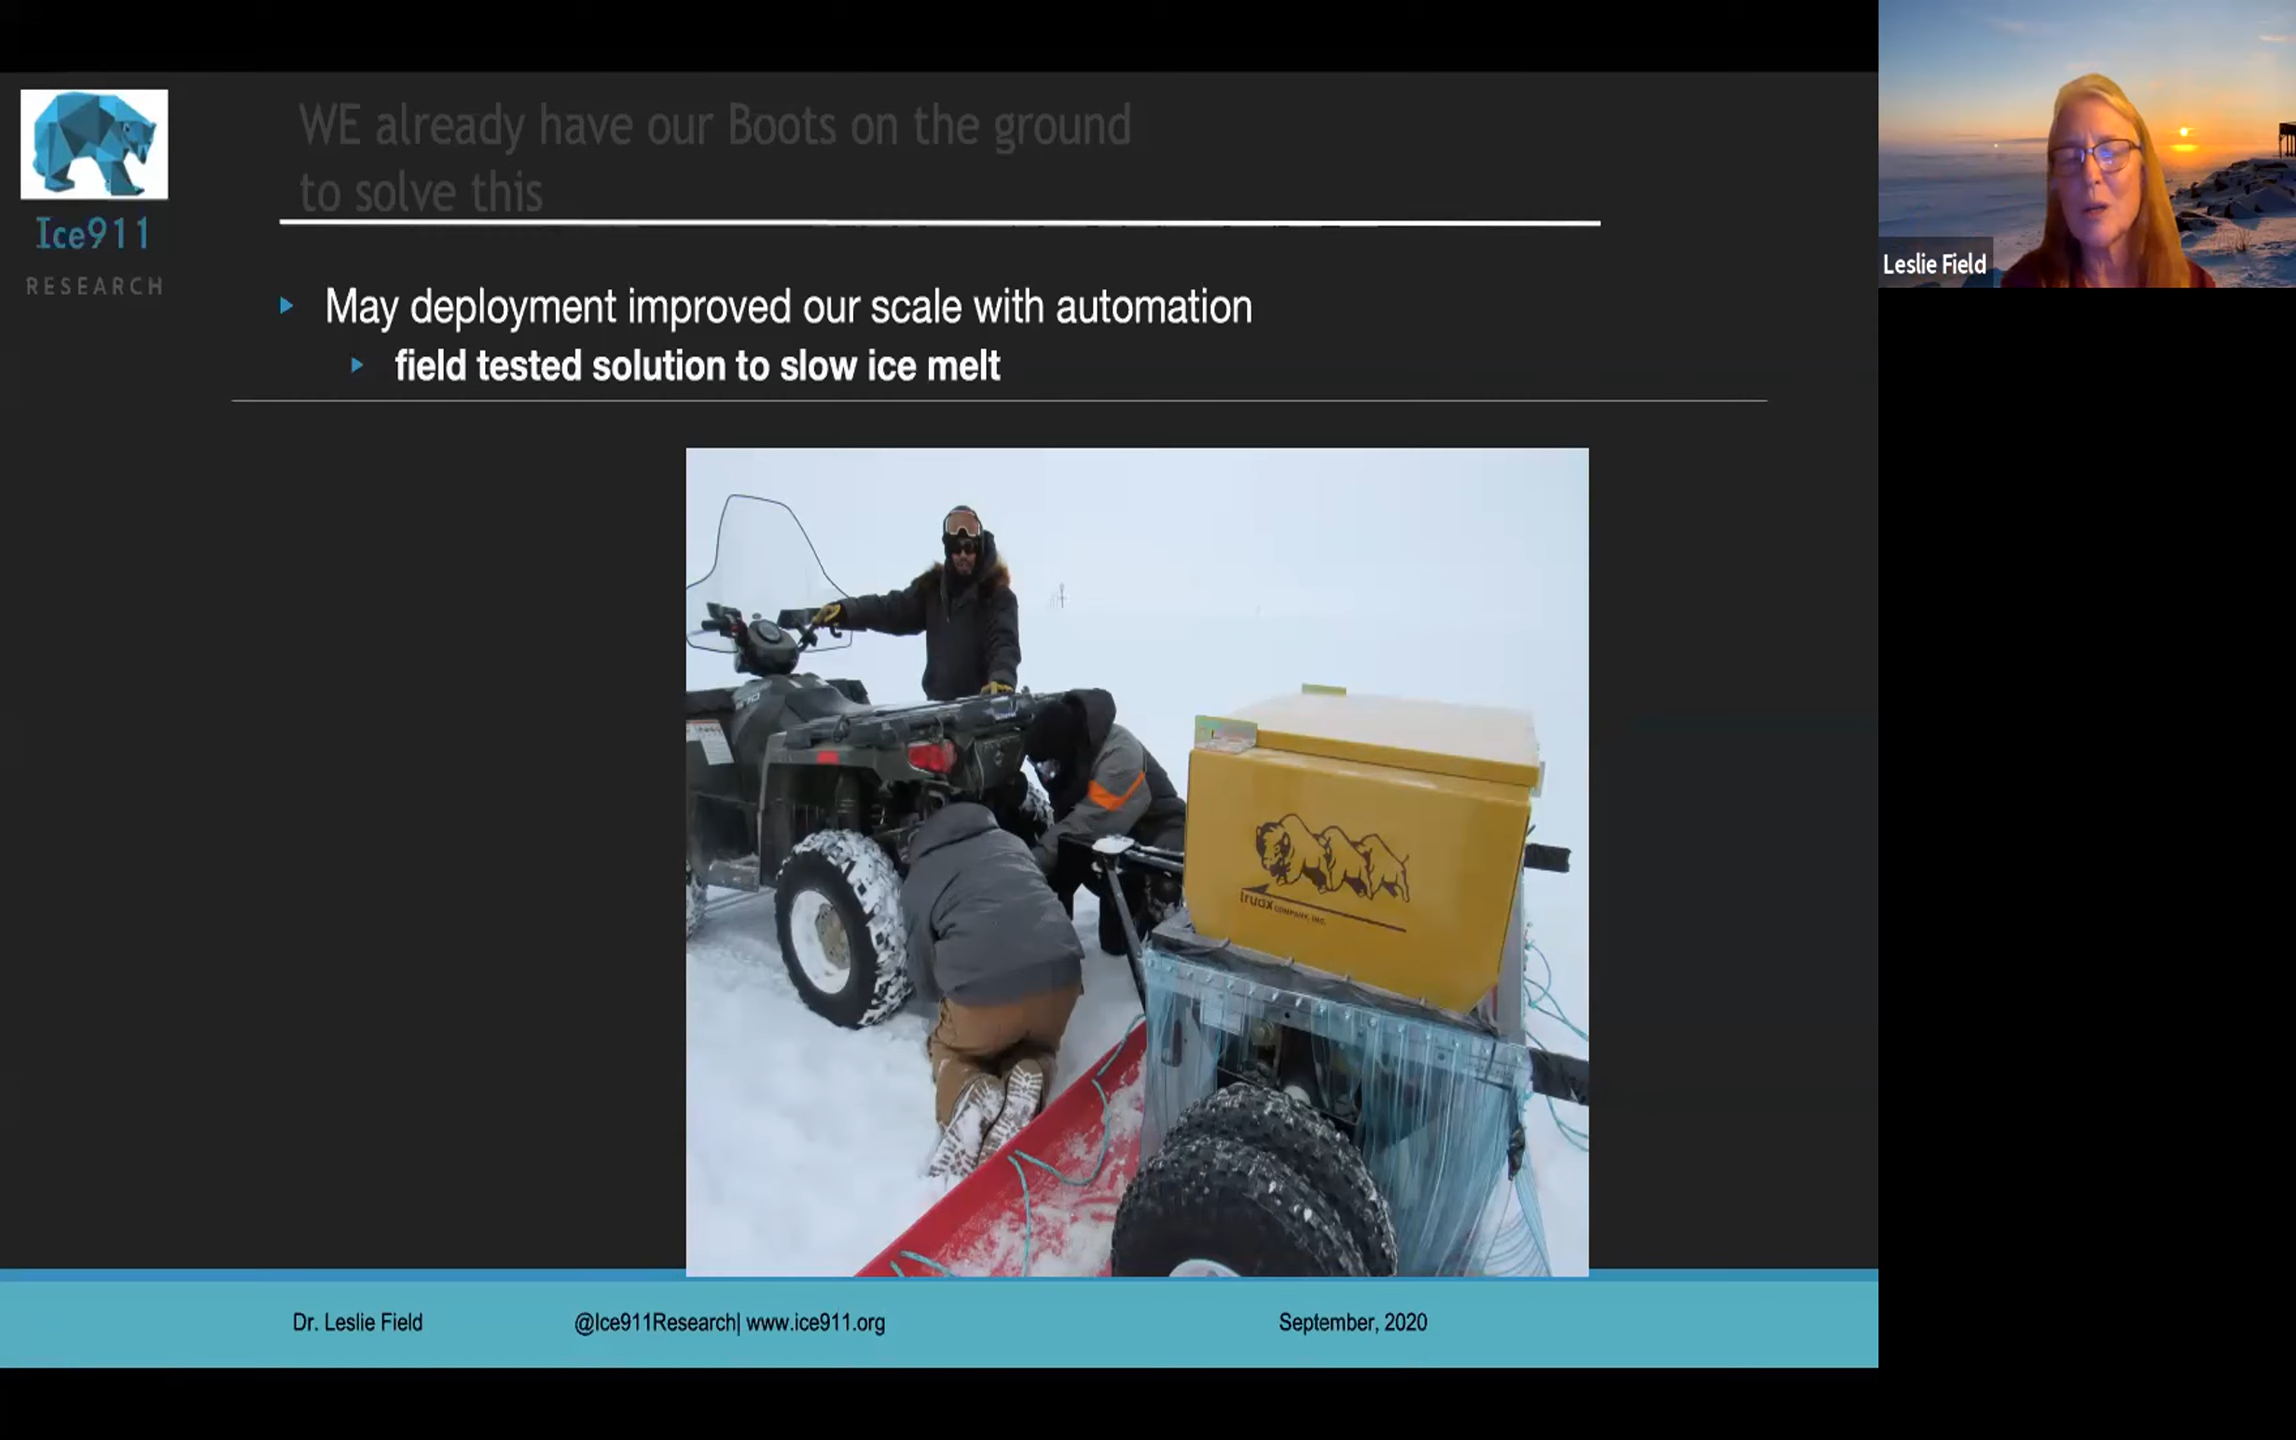 WE already have our Boots on the ground
to solve this
Ice911
RESEARCH
May deployment improved our scale with automation
field tested solution to slow ice melt
Leslie Field
truax COMPANY, INC.
Dr. Leslie Field
@Ice911Research| www.ice911.org
September, 2020